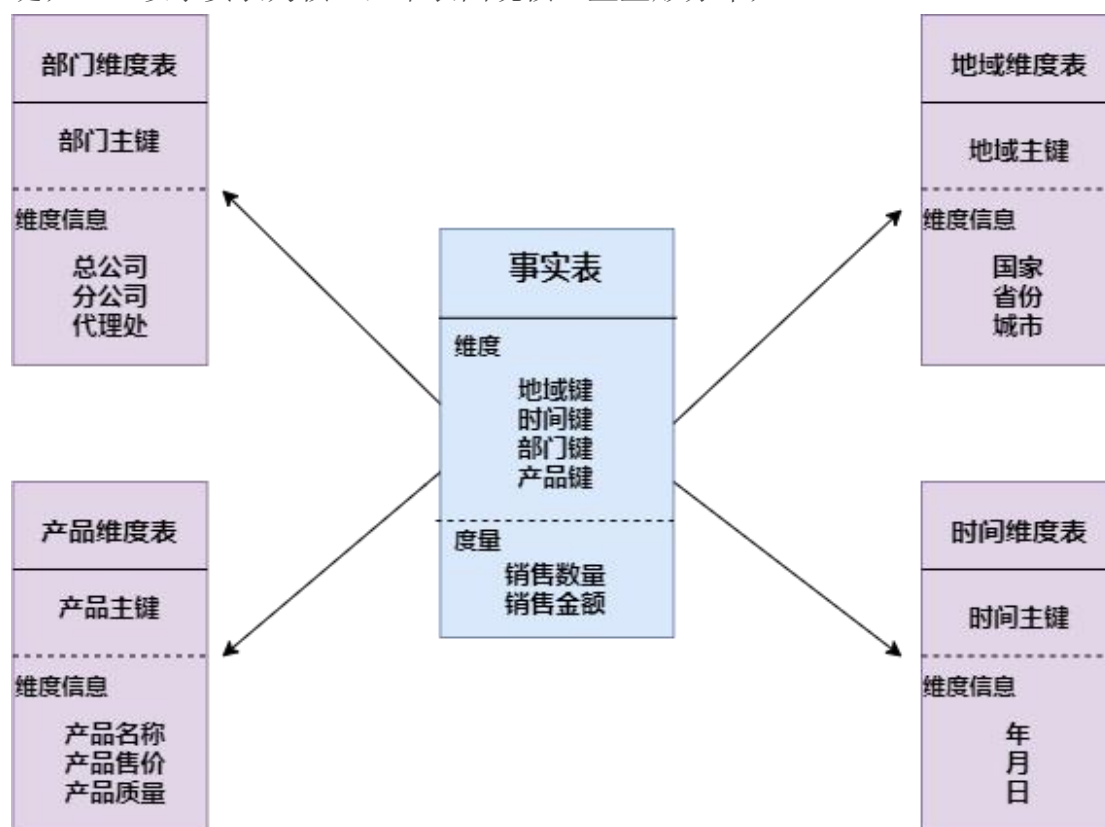 部门维度表
部门主键
维度信息
总公司
分公司
代理处
地域维度表
地域主键
维度信息
国家
省份
城市
事实表
维度
地域键
时间键
部门键
产品键
度量
销售数量
销售金额
产品维度表
产品主键
维度信息
产品名称
产品售价
产品质量
时间维度表
时间主键
维度信息
年
月
日